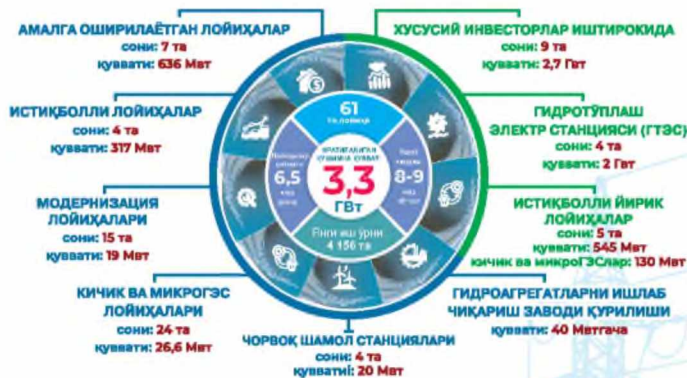 АМАЛГА ОШИРИЛАЁТГАН ЛОЙИҲАЛАР
сони: 7 та
қуввати: 636 Мвт
ХУСУСИЙ ИНВЕСТОРЛАР ИШТИРОКИДА
сони: 9 та
қуввати: 2,7 Гвт
ИСТИҚБОЛЛИ ЛОЙИҲАЛАР
сони: 4 та
қуввати: 317 Мвт
ГИДРОТЎПЛАШ
ЭЛЕКТР СТАНЦИЯСИ (ГТЭС)
сони: 4 та
қуввати: 2 Гвт
МОДЕРНИЗАЦИЯ
ЛОЙИҲАЛАРИ
сони: 15 та
қуввати: 19 Мвт
ИСТИҚБОЛЛИ ЙИРИК
ЛОЙИҲАЛАР
сони: 5 та
қуввати: 545 Мвт
кичик ва микроГЭСлар: 130 Мвт
КИЧИК ВА МИКРОГЭС
ЛОЙИҲАЛАРИ
сони: 24 та
қуввати: 26,6 Мвт
ГИДРОАГРЕГАТЛАРНИ ИШЛАБ
ЧИҚАРИШ ЗАВОДИ ҚУРИЛИШИ
қуввати: 40 Мвтгача
ЧОРВОҚ ШАМОЛ СТАНЦИЯЛАРИ
сони: 4 та
қувватиi: 20 Мвт
61
та лойиҳа
6,5
ҚУВВАТ
3,3
ГВт
8-9
Янги иш ўрни
4 156 та